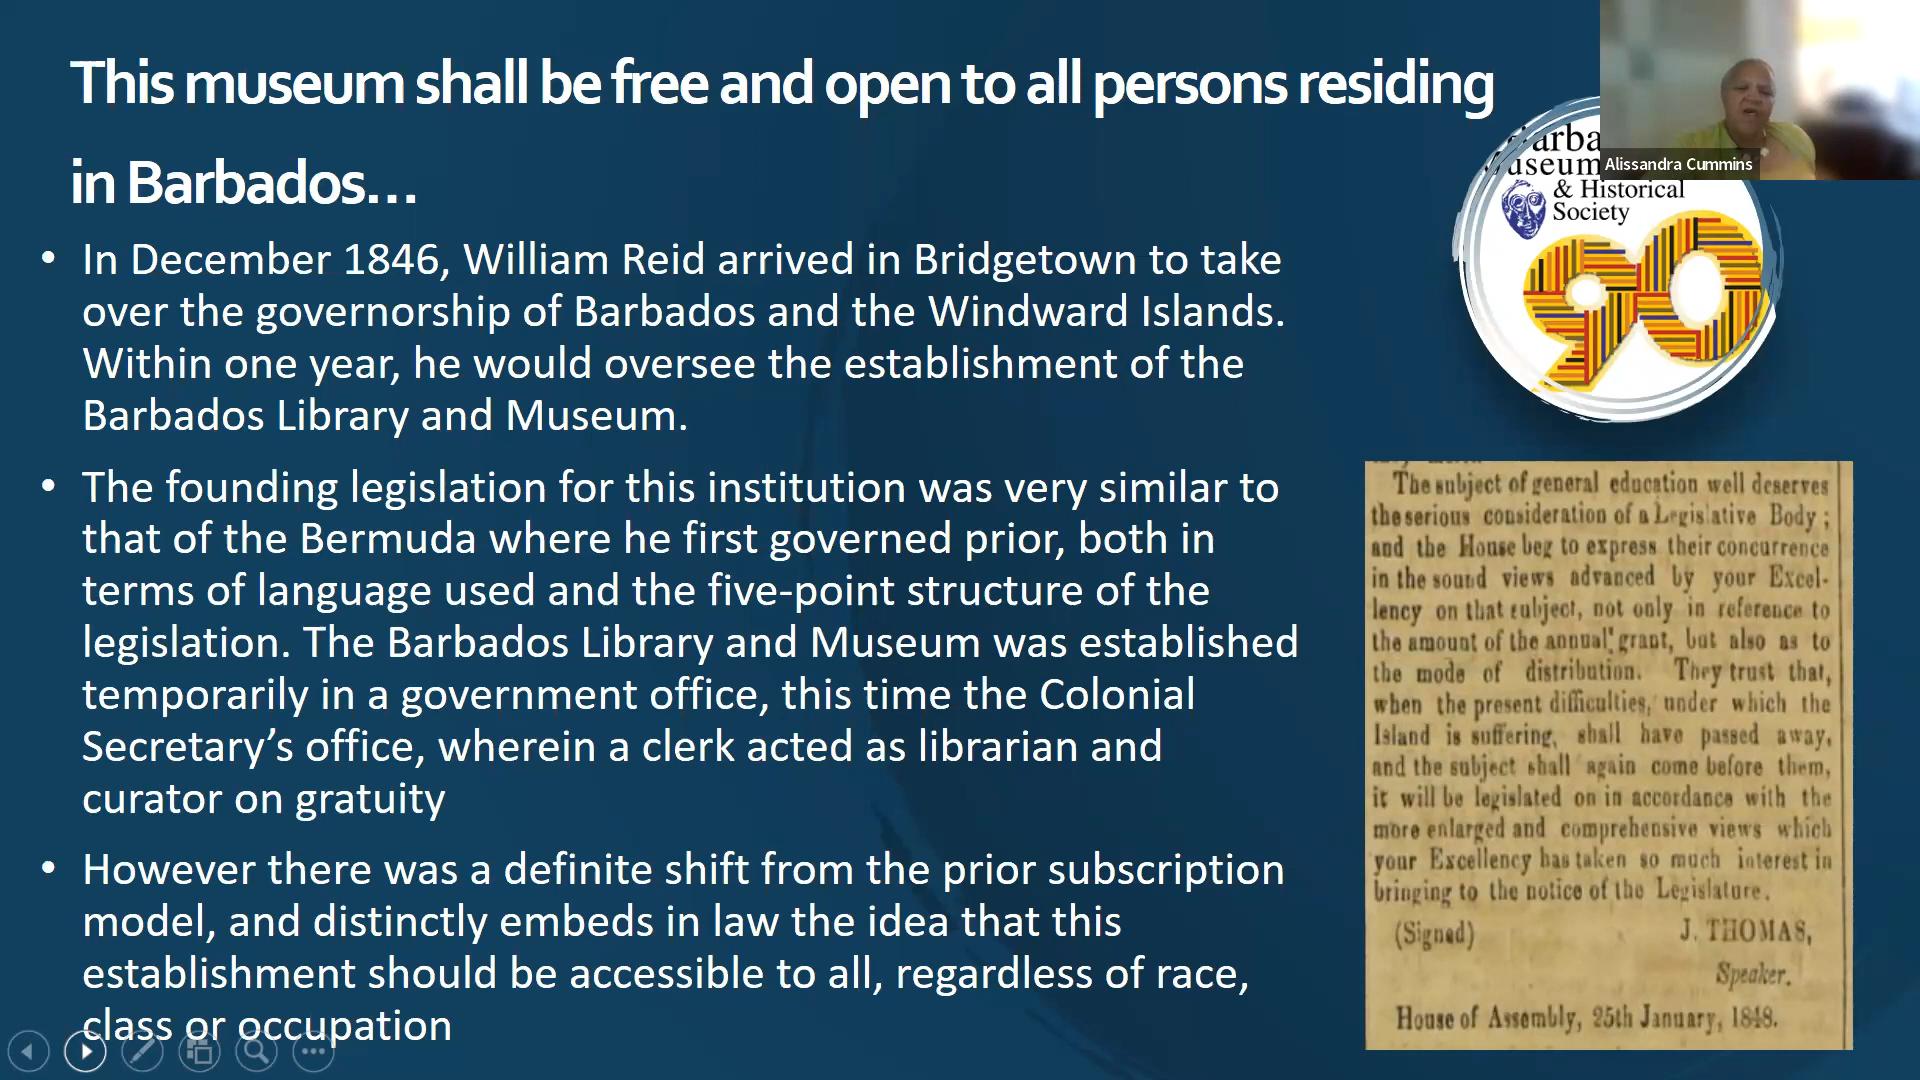 This museum shall be free and open to all persons residing
in Barbados…
• In December 1846, William Reid arrived in Bridgetown to take
over the governorship of Barbados and the Windward Islands.
Within one year, he would oversee the establishment of the
Barbados Library and Museum.
• The founding legislation for this institution was very similar to
that of the Bermuda where he first governed prior, both in
terms of language used and the five-point structure of the
legislation. The Barbados Library and Museum was established
temporarily in a government office, this time the Colonial
Secretary’s office, wherein a clerk acted as librarian and
curator on gratuity
• However there was a definite shift from the prior subscription
model, and distinctly embeds in law the idea that this
establishment should be accessible to all, regardless of race,
class or occupation
Alissandra Cummins
& Historical
Society
90
The subject of general education well deserves
the serious consideration of a Legislative Body;
and the House beg to express their concurrence
in the sound views advanced by your Excel-
lency on that subject, not only in reference to
the amount of the annual grant, but also as to
the mode of distribution. They trust that,
when the present difficulties, under which the
Island is suffering, shall have passed away,
and the subject shall again come before them,
it will be legislated on in accordance with the
more enlarged and comprehensive views which
your Excellency has taken so much interest in
bringing to the notice of the Legislature.
(Signed) J. THOMAS,
Speaker.
House of Assembly, 25th January, 1848.